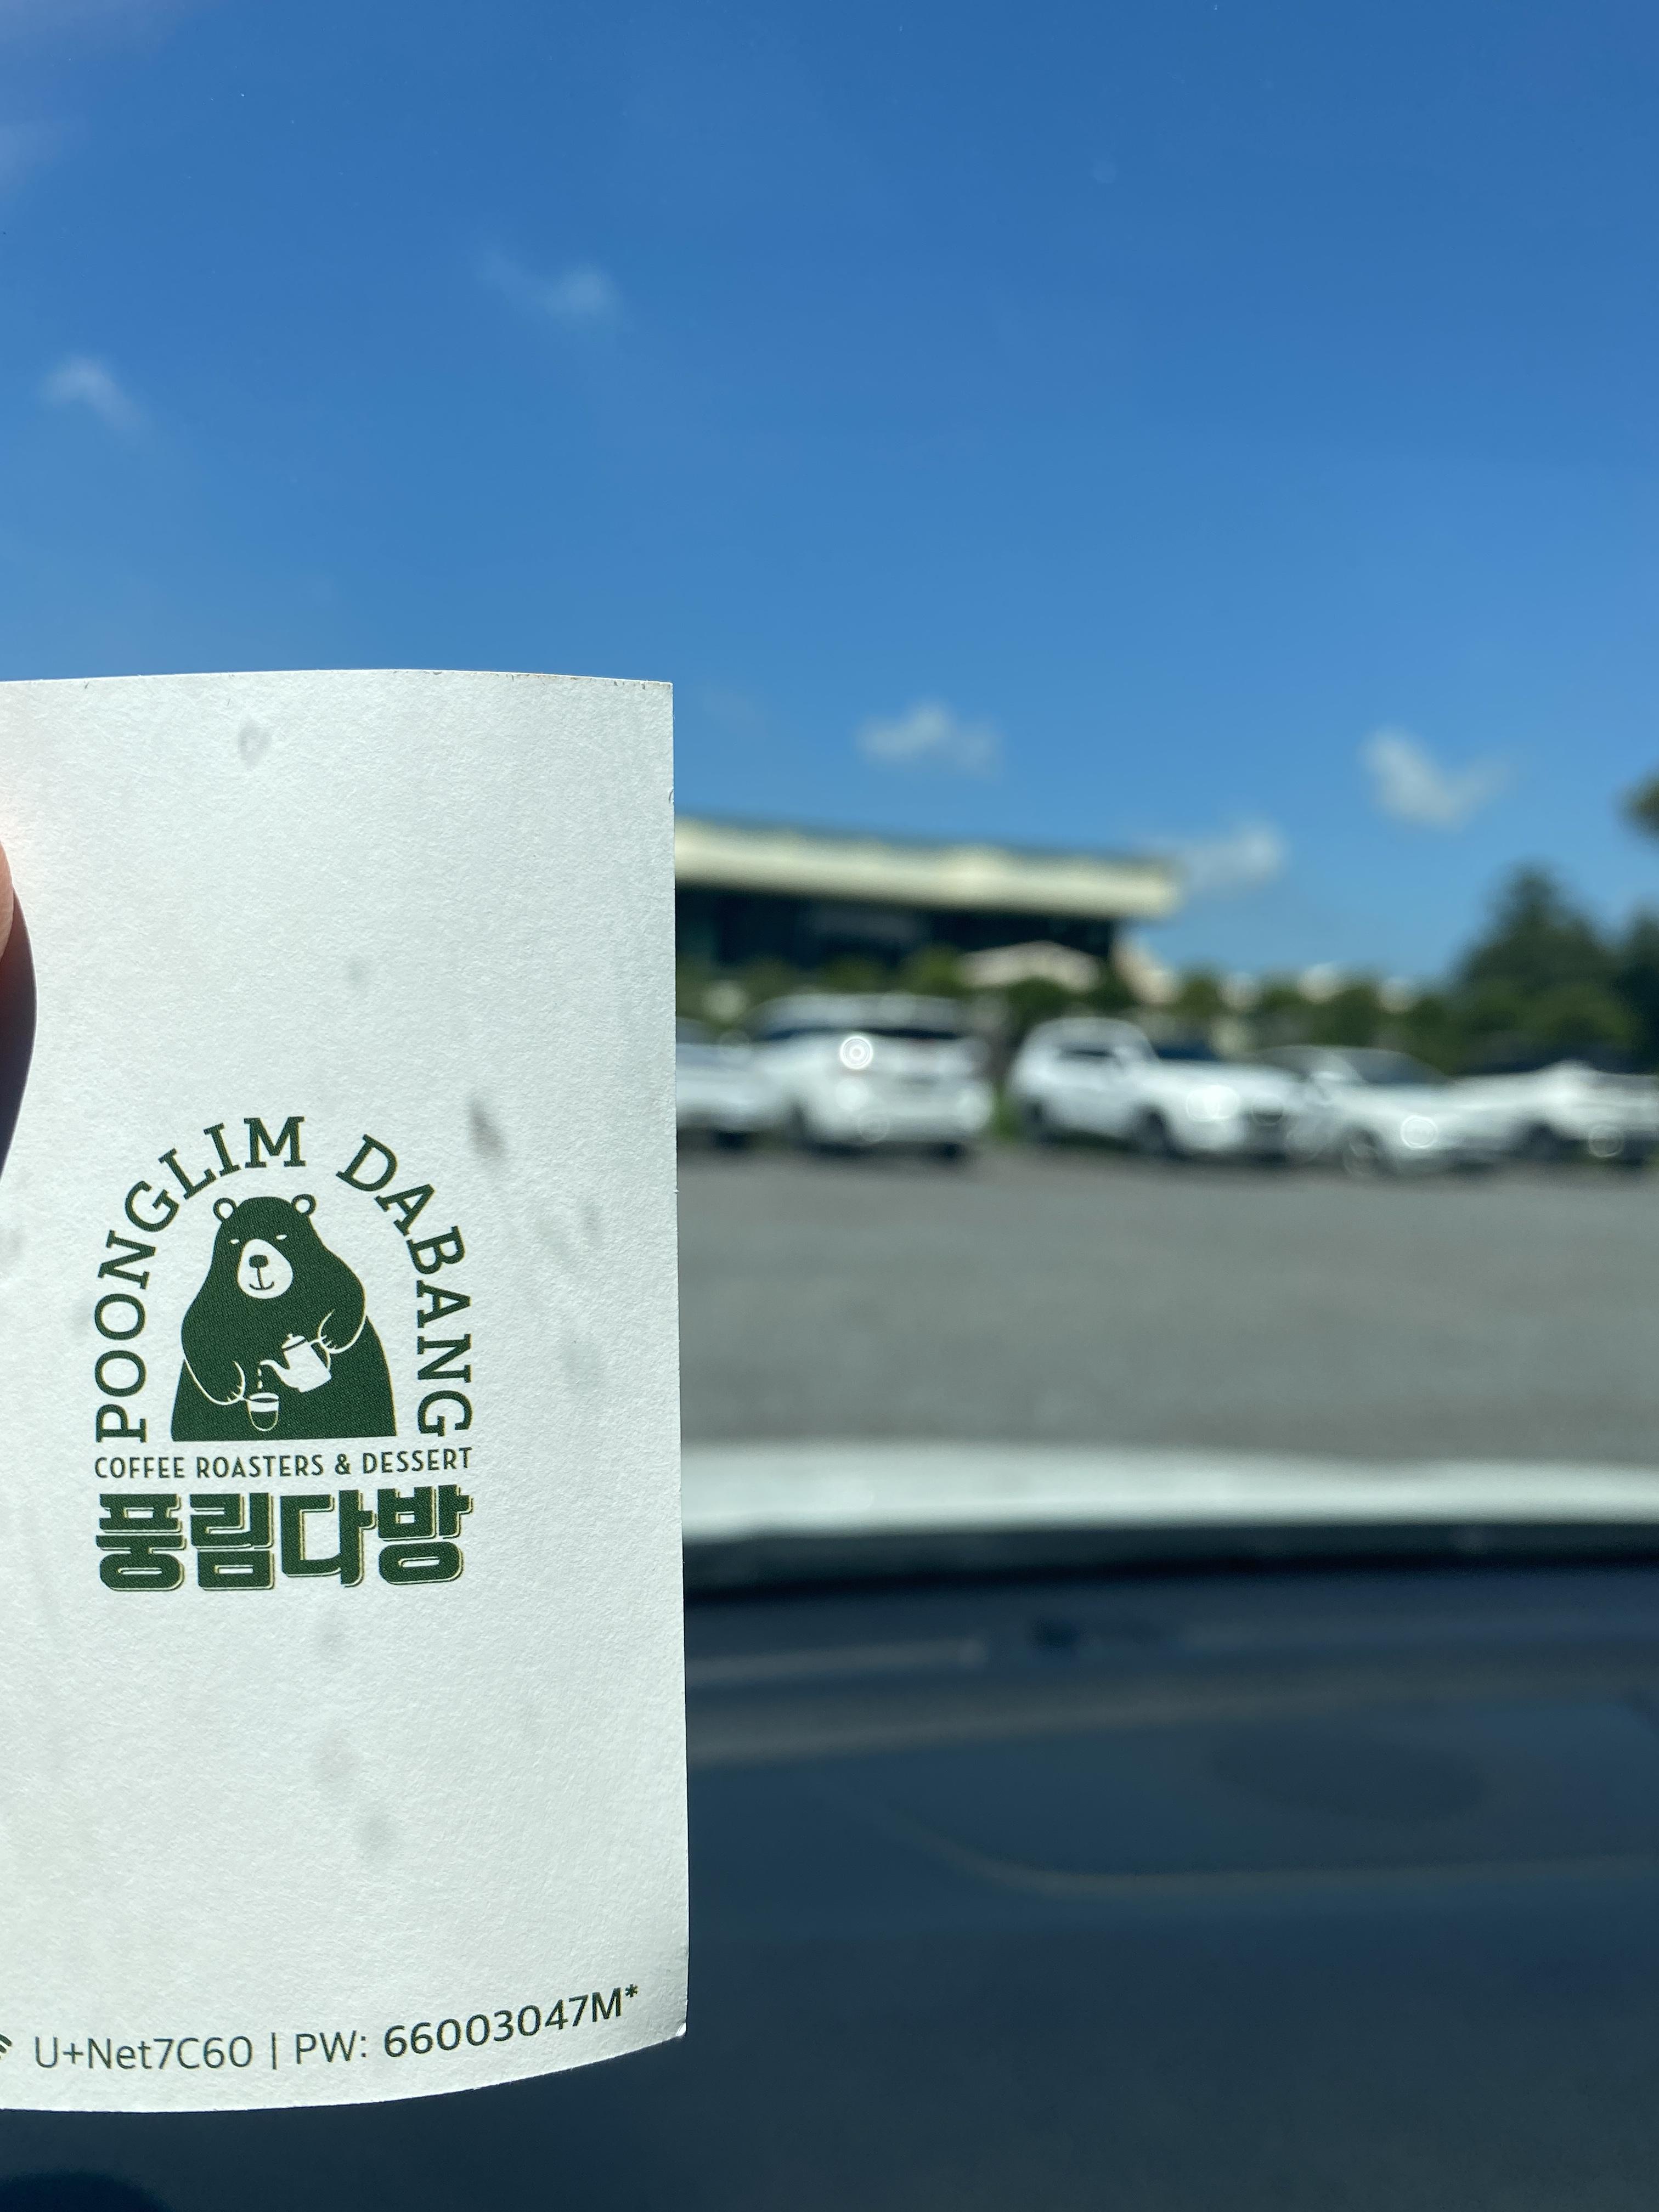 POONGLIM DABANG
COFFEE ROASTERS & DESSERT
풍림다방
U+Net7C60 | PW: 66003047M*